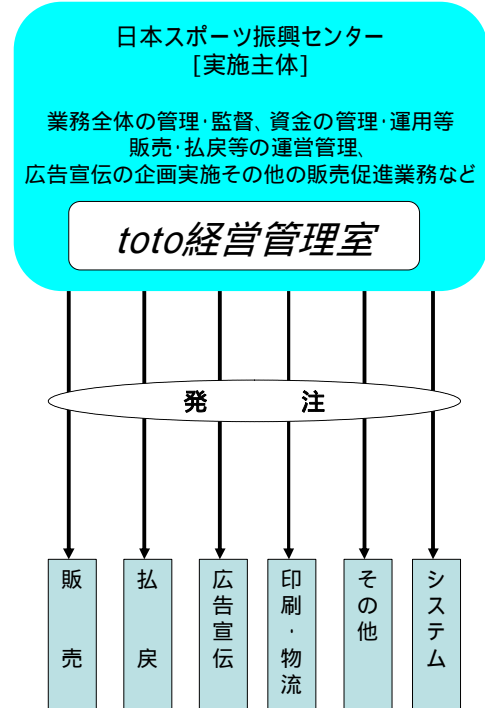 日本スポーツ振興センター
[実施主体]
業務全体の管理･監督、資金の管理･運用等
販売･払戻等の運営管理、
広告宣伝の企画実施その他の販売促進業務など
toto経営管理室
発　注
販　売
払　戻
広告宣伝
印刷･物流
その他
システム